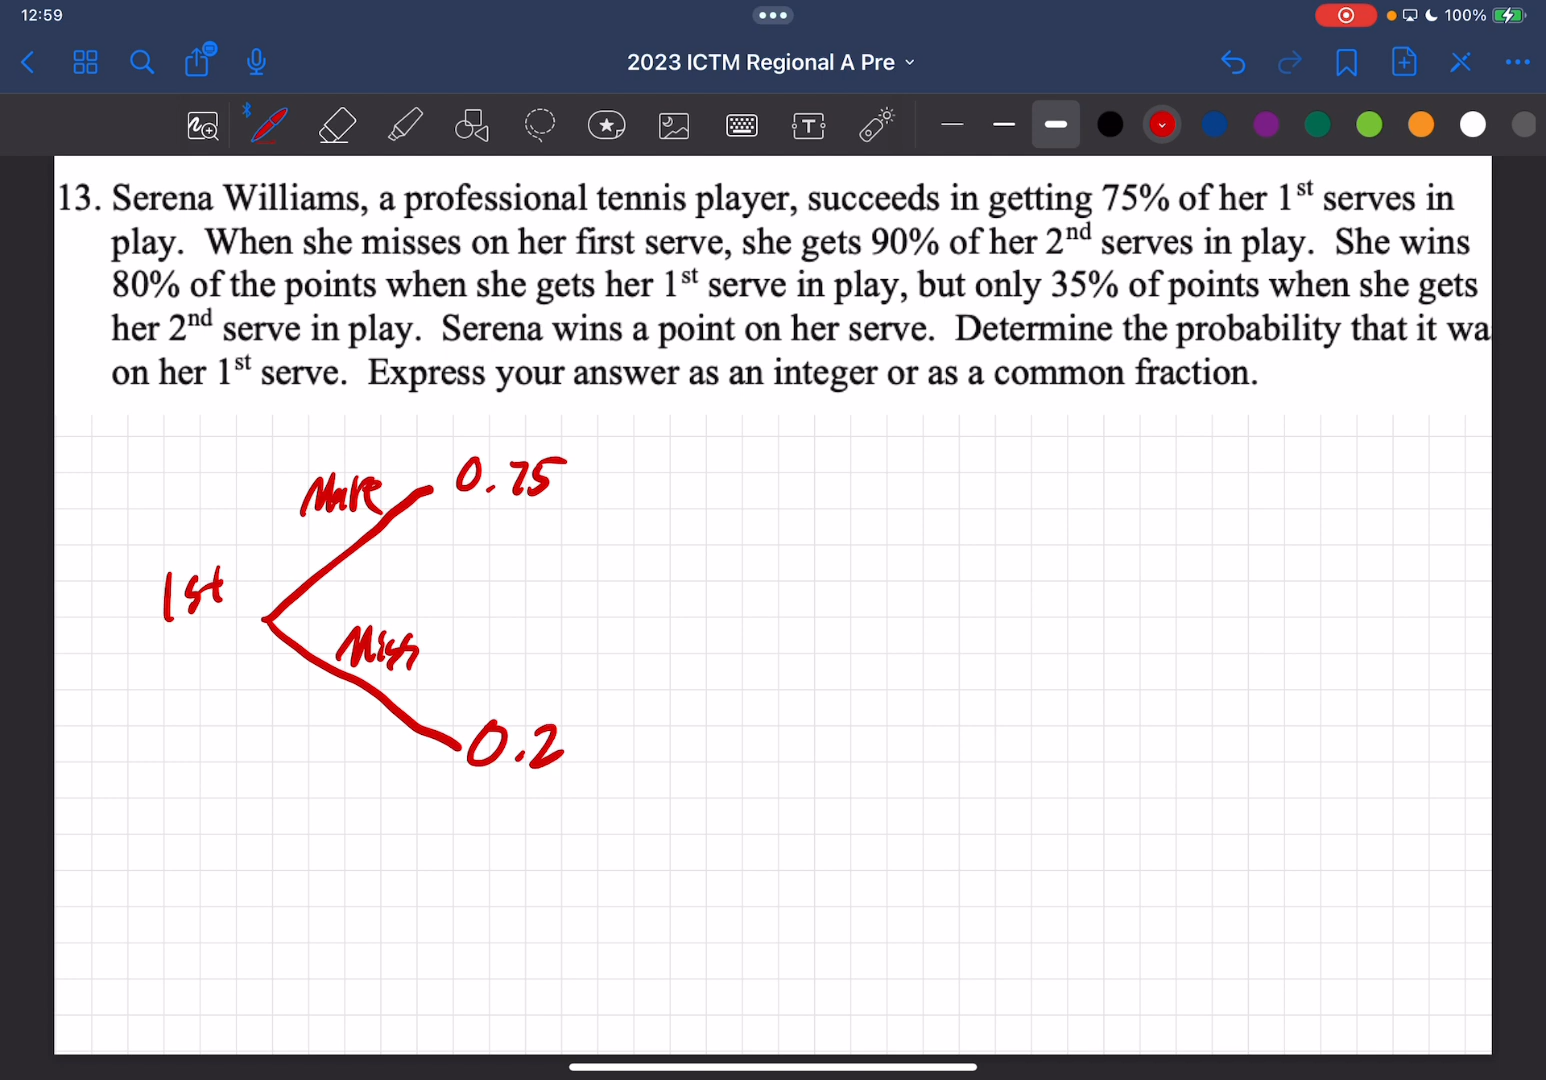 12:59
100%
2023 ICTM Regional A Pre
T
13. Serena Williams, a professional tennis player, succeeds in getting 75% of her 1st serves in
play. When she misses on her first serve, she gets 90% of her 2nd serves in play. She wins
80% of the points when she gets her 1st serve in play, but only 35% of points when she gets
her 2nd serve in play. Serena wins a point on her serve. Determine the probability that it wa
on her 1st serve. Express your answer as an integer or as a common fraction.
Make 0.75
1st
Miss
0.2